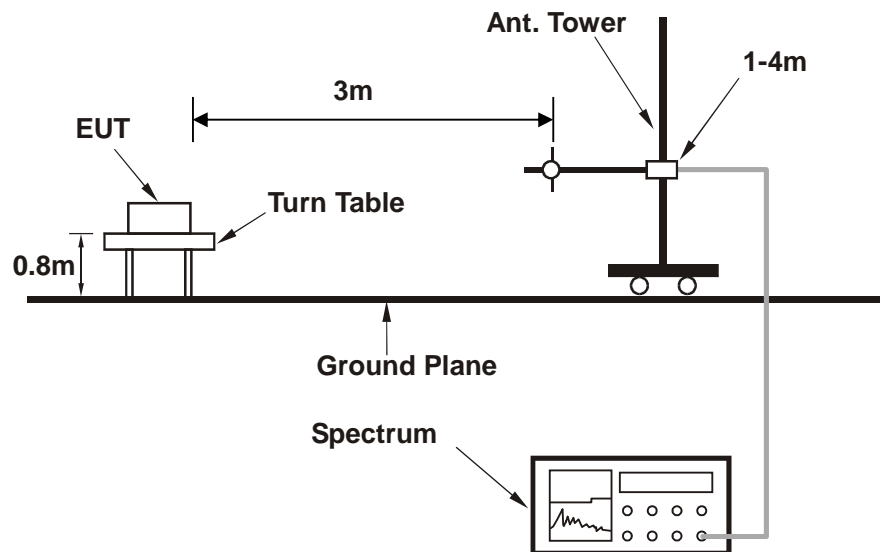 Ant. Tower
1-4m
3m
EUT
Turn Table
0.8m
Ground Plane
Spectrum